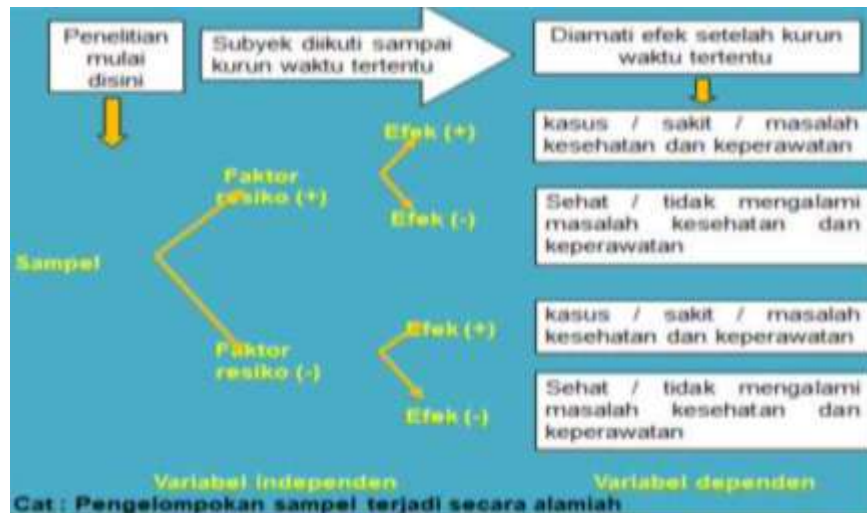 Penelitian
mulai
disini
Subyek diikuti sampai
kurun waktu tertentu
Diamati efek setelah kurun
waktu tertentu
Efek (+)
kasus / sakit / masalah
kesehatan dan keperawatan
Faktor
resiko (+)
Efek (-)
Sehat / tidak mengalami
masalah kesehatan dan
keperawatan
Sampel
Efek (+)
kasus / sakit / masalah
kesehatan dan keperawatan
Faktor
resiko (-)
Efek (-)
Sehat / tidak mengalami
masalah kesehatan dan
keperawatan
Variabel independen
Variabel dependen
Cat : Pengelompokan sampel terjadi secara alamiah